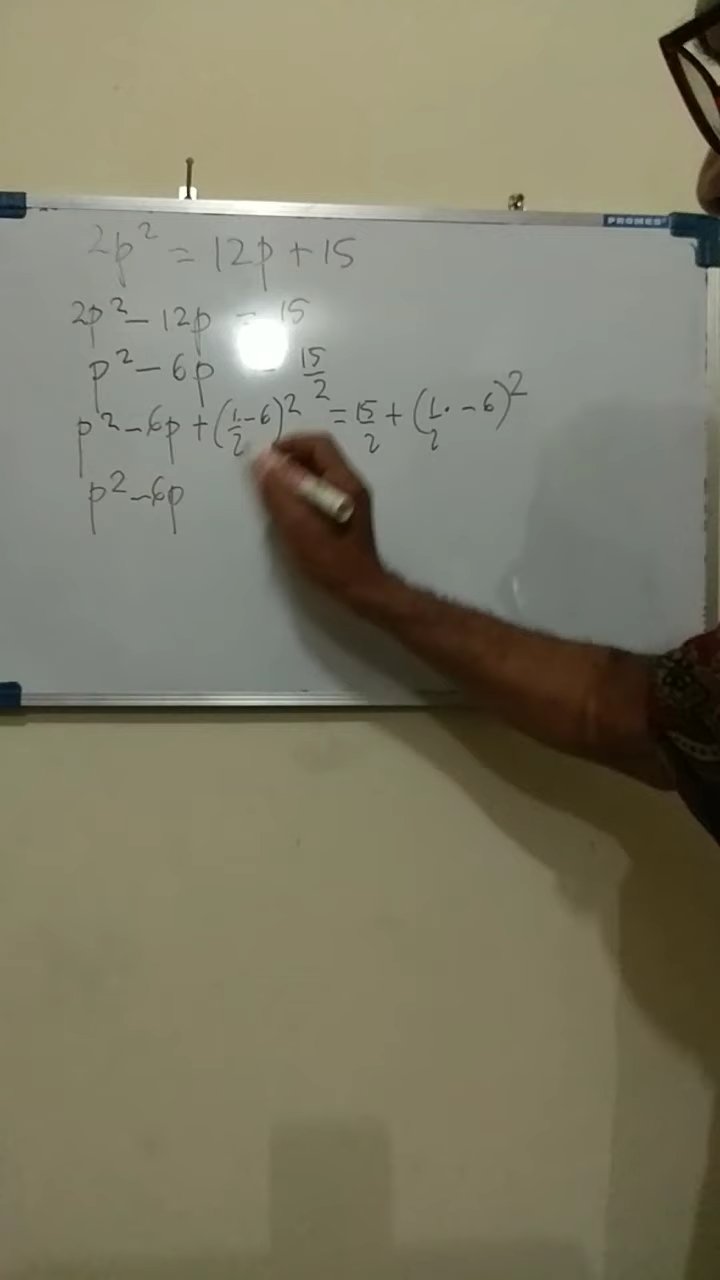 PROMES
2p² = 12p + 15
2p² - 12p = 15
p² - 6p = 15/2
p² - 6p + (1/2 · -6)² = 15/2 + (1/2 · -6)²
p² - 6p